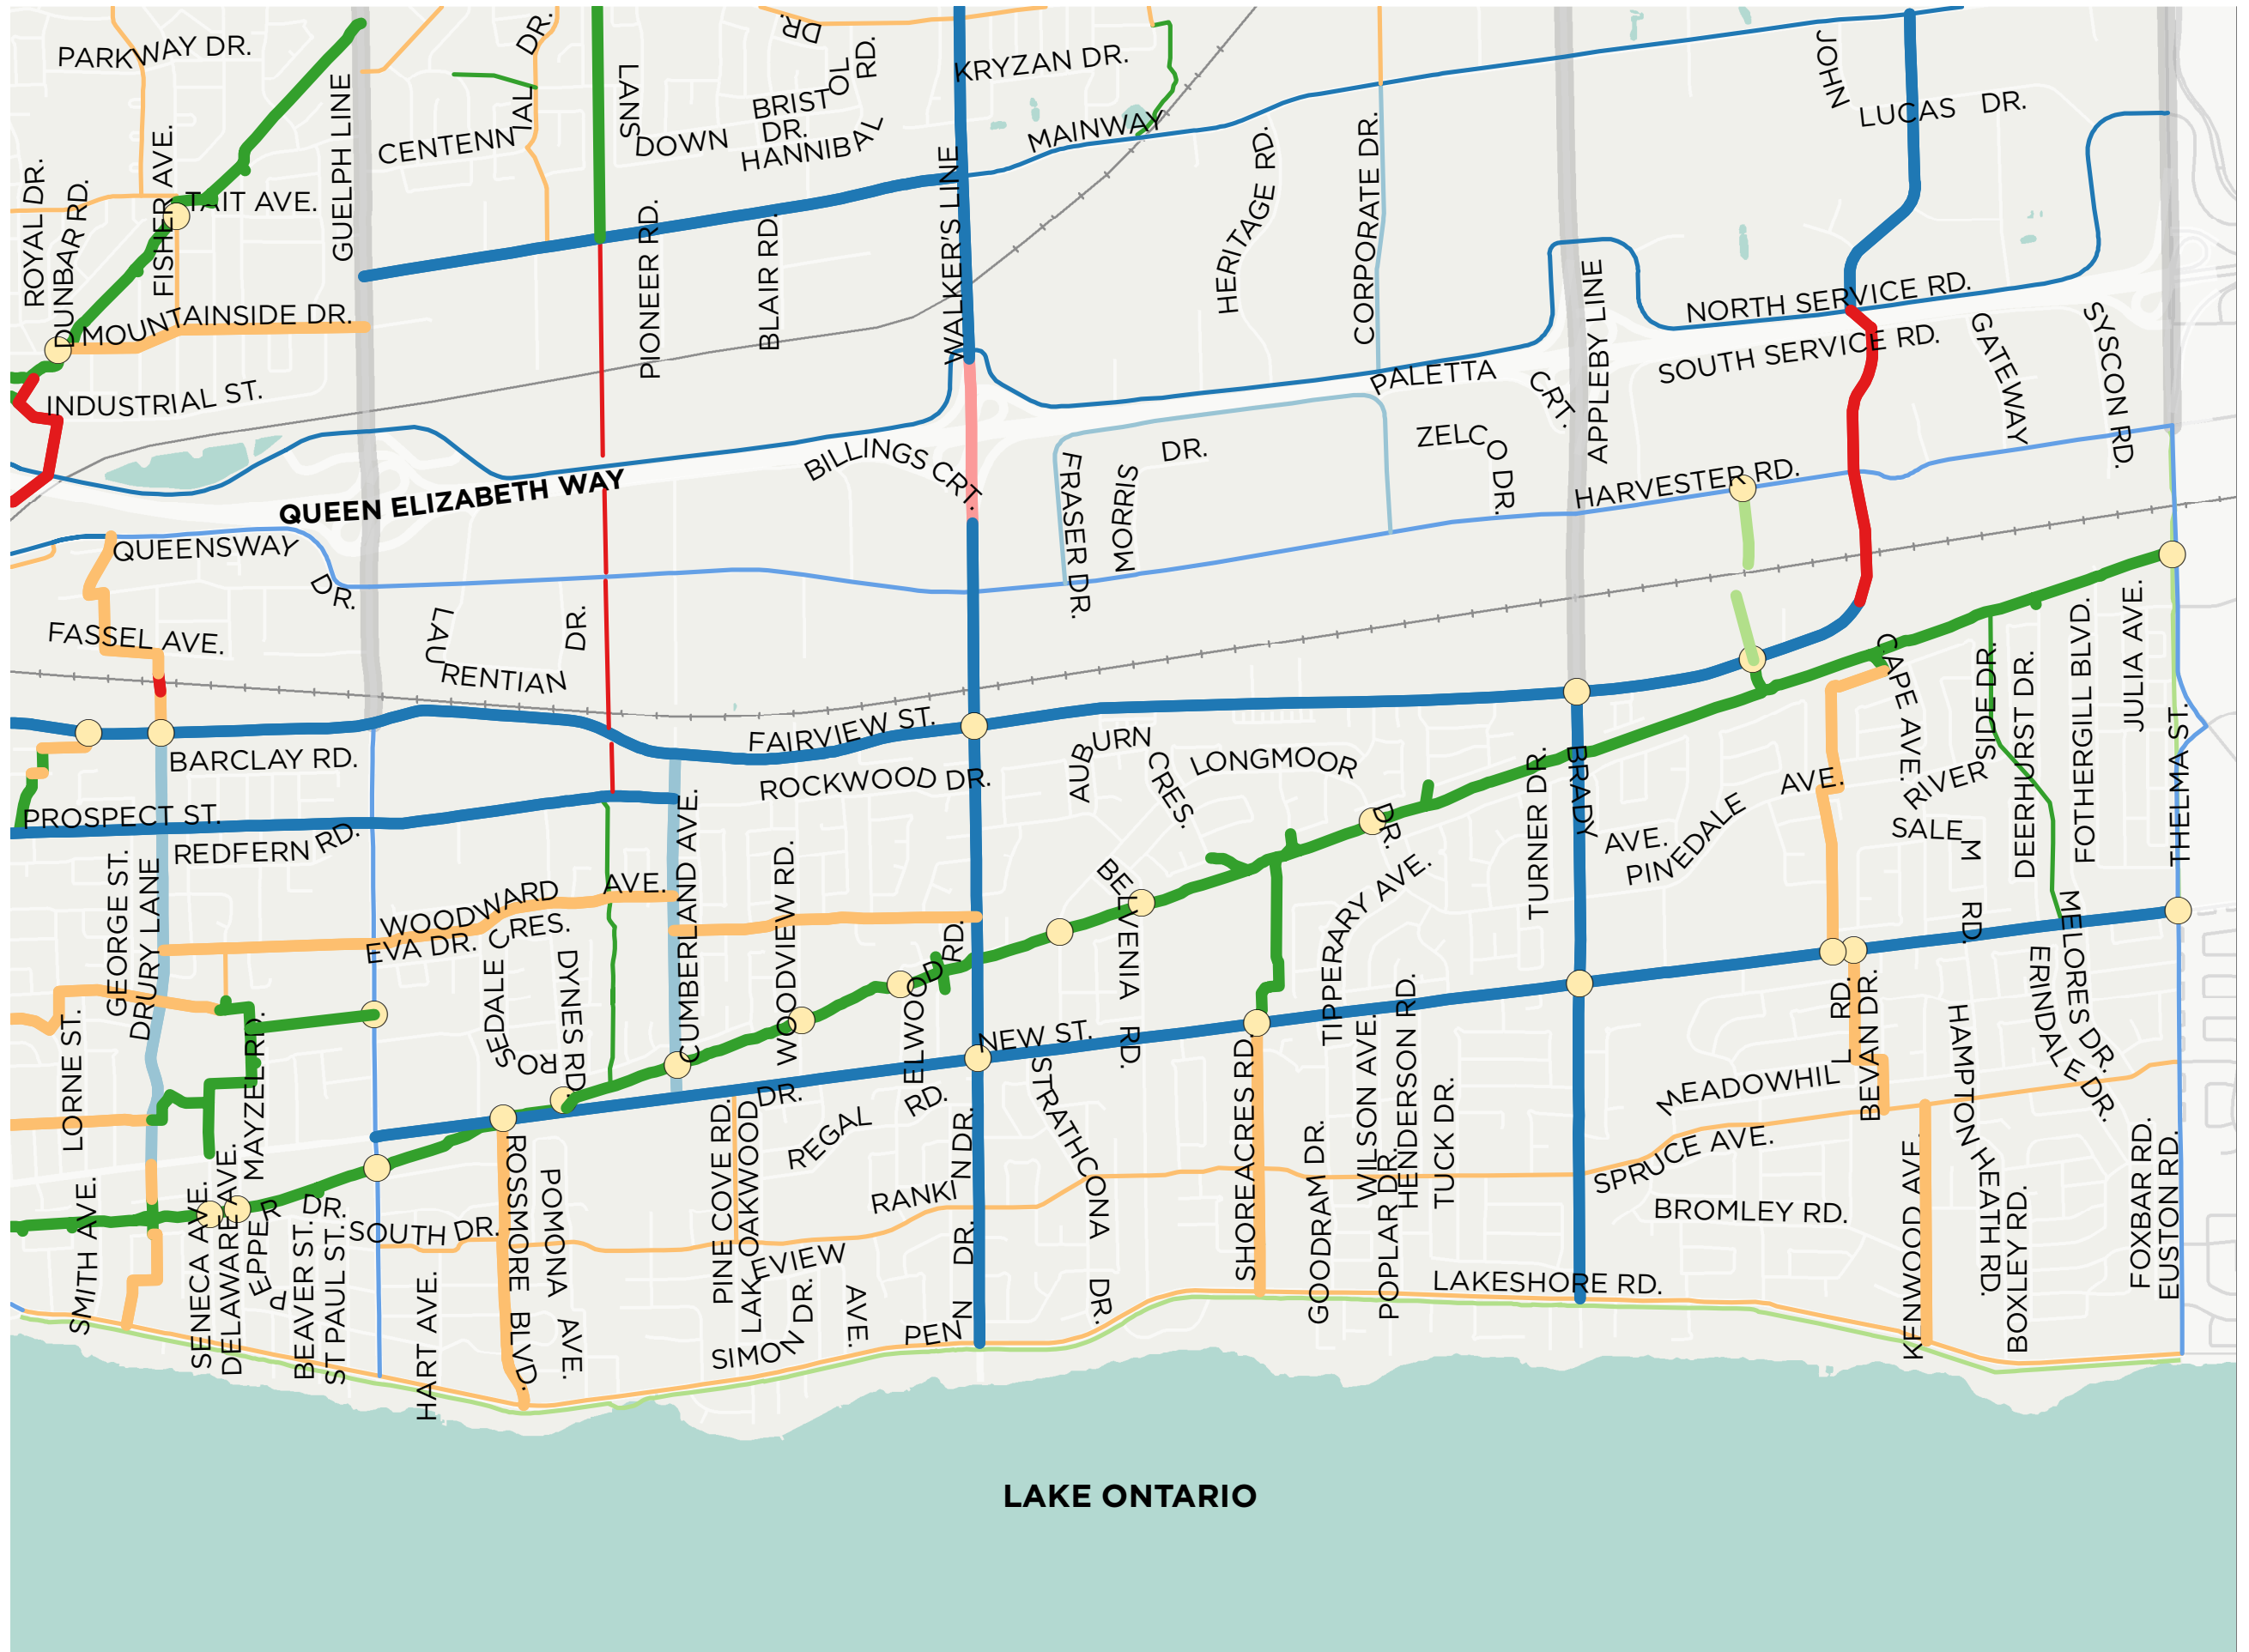 PARKWAY DR.
DR.
DR.
BRISTOL RD.
KRYZAN DR.
JOHN LUCAS DR.
GUELPH LINE
CENTENNIAL
LANS
DOWN DR.
HANNIBAL
MAINWAY
ROYAL DR.
DUNBAR RD.
FISHER AVE.
TAIT AVE.
PIONEER RD.
BLAIR RD.
WALKER'S LINE
HERITAGE RD.
CORPORATE DR.
MOUNTAINSIDE DR.
APPLEBY LINE
NORTH SERVICE RD.
SOUTH SERVICE RD.
GATEWAY
DR.
SYSCON RD.
INDUSTRIAL ST.
PALETTA
CRT.
BILLINGS CRT.
ZELCO DR.
QUEEN ELIZABETH WAY
FRASER DR.
MORRIS
HARVESTER RD.
QUEENSWAY
DR.
FASSEL AVE.
LAURENTIAN
DR.
FAIRVIEW ST.
BARCLAY RD.
ROCKWOOD DR.
AUBURN
CRES.
LONGMOOR
DR.
TURNER DR.
BRADY
AVE.
PINEDALE
AVE.
CAPE AVE.
RIVERSIDE DR.
DEERHURST DR.
FOTHERGILL BLVD.
JULIA AVE.
THELMA ST.
SALEM
RD.
PROSPECT ST.
REDFERN RD.
GEORGE ST.
DRURY LANE
WOODWARD
AVE.
EVA DR.
SEDALE CRES.
RO
DYNES RD.
CUMBERLAND AVE.
WOODVIEW RD.
ELWOOD RD.
BELVENIA RD.
TIPPERARY AVE.
NEW ST.
LORNE ST.
MAYZEL RD.
SHOREACRES RD.
STRATHCONA
DR.
WILSON AVE.
HENDERSON RD.
TUCK DR.
MEADOWHILL RD.
BEVAN DR.
HAMPTON HEATH RD.
MELORES DR.
ERINDALE DR.
SPRUCE AVE.
BROMLEY RD.
SMITH AVE.
SENECA AVE.
DELAWARE AVE.
PEPPER DR.
BEAVER ST.
ST PAUL ST.
SOUTH DR.
HART AVE.
ROSSMORE BLVD.
POMONA AVE.
PINE COVE RD.
OAKWOOD DR.
REGAL RD.
RANKIN DR.
LAKEVIEW
AVE.
SIMON DR.
PENN DR.
GOODRAM DR.
POPLAR DR.
LAKESHORE RD.
KENWOOD AVE.
BOXLEY RD.
FOXBAR RD.
EUSTON RD.
LAKE ONTARIO